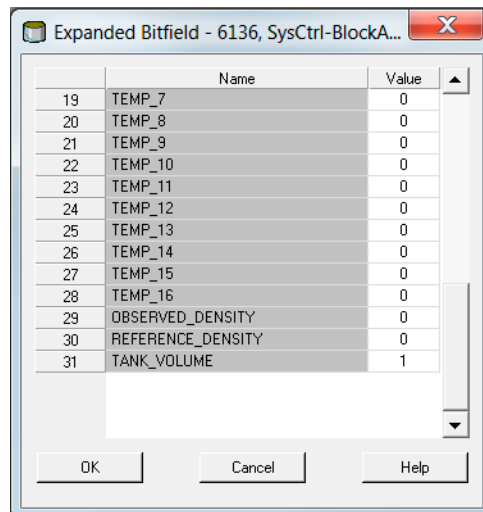 Expanded Bitfield - 6136, SysCtrl-BlockA...
Name Value
19 TEMP_7 0
20 TEMP_8 0
21 TEMP_9 0
22 TEMP_10 0
23 TEMP_11 0
24 TEMP_12 0
25 TEMP_13 0
26 TEMP_14 0
27 TEMP_15 0
28 TEMP_16 0
29 OBSERVED_DENSITY 0
30 REFERENCE_DENSITY 0
31 TANK_VOLUME 1
OK Cancel Help